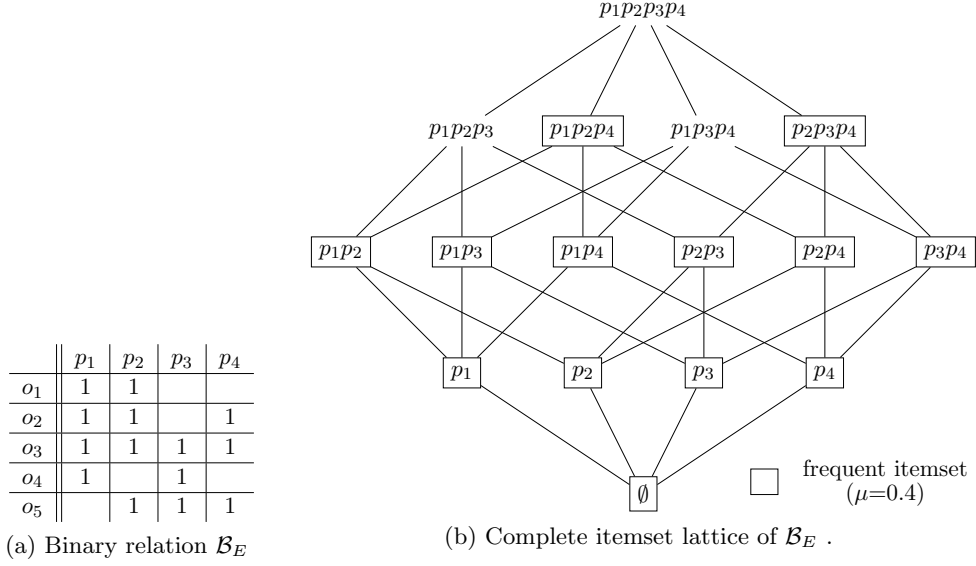 p₁p₂p₃p₄
p₁p₂p₃ p₁p₂p₄ p₁p₃p₄ p₂p₃p₄
p₁p₂ p₁p₃ p₁p₄ p₂p₃ p₂p₄ p₃p₄
p₁ p₂ p₃ p₄
∅
frequent itemset
(μ=0.4)
p₁ p₂ p₃ p₄
o₁ 1 1
o₂ 1 1 1
o₃ 1 1 1 1
o₄ 1 1
o₅ 1 1 1
(a) Binary relation 𝓑_E
(b) Complete itemset lattice of 𝓑_E .